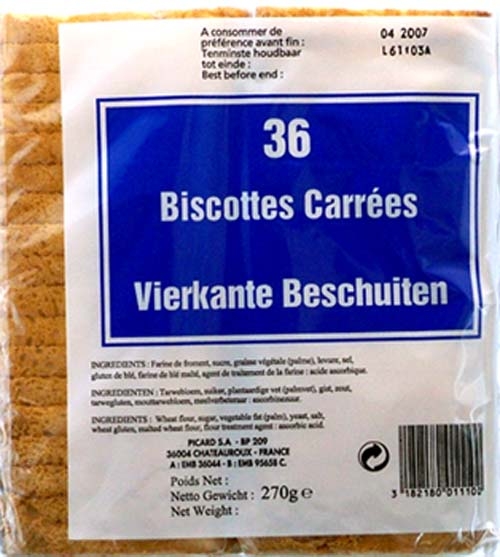 A consommer de
préférence avant fin :
Tenminste houdbaar
tot einde :
Best before end :
04 2007
L61103A
36
Biscottes Carrées
Vierkante Beschuiten
INGREDIENTS : Farine de froment, sucre, graisse végétale (palme), levure, sel,
gluten de blé, farine de blé malté, agent de traitement de la farine : acide ascorbique.
INGREDIENTEN : Tarwebloem, suiker, plantaardige vet (palmvet), gist, zout,
tarwegluten, mouttarwebloem, meelverbeteraar : ascorbinezuur.
INGREDIENTS : Wheat flour, sugar, vegetable fat (palm), yeast, salt,
wheat gluten, malted wheat flour, flour treatment agent : ascorbic acid.
PICARD S.A - BP 209
36004 CHATEAUROUX - FRANCE
A : EMB 36044 - B : EMB 95658 C.
Poids Net :
Netto Gewicht : 270g e
Net Weight :
3 182180 011102